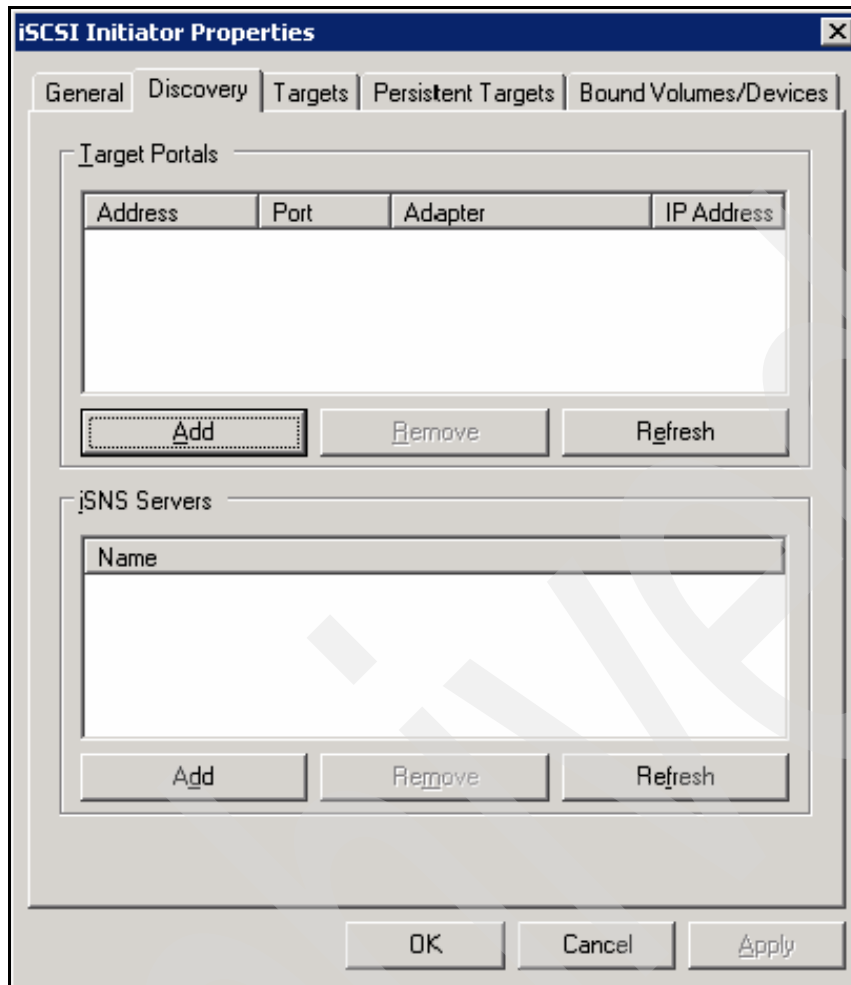 iSCSI Initiator Properties
General Discovery Targets Persistent Targets Bound Volumes/Devices
Target Portals
Address Port Adapter IP Address
Add Remove Refresh
iSNS Servers
Name
Add Remove Refresh
OK Cancel Apply